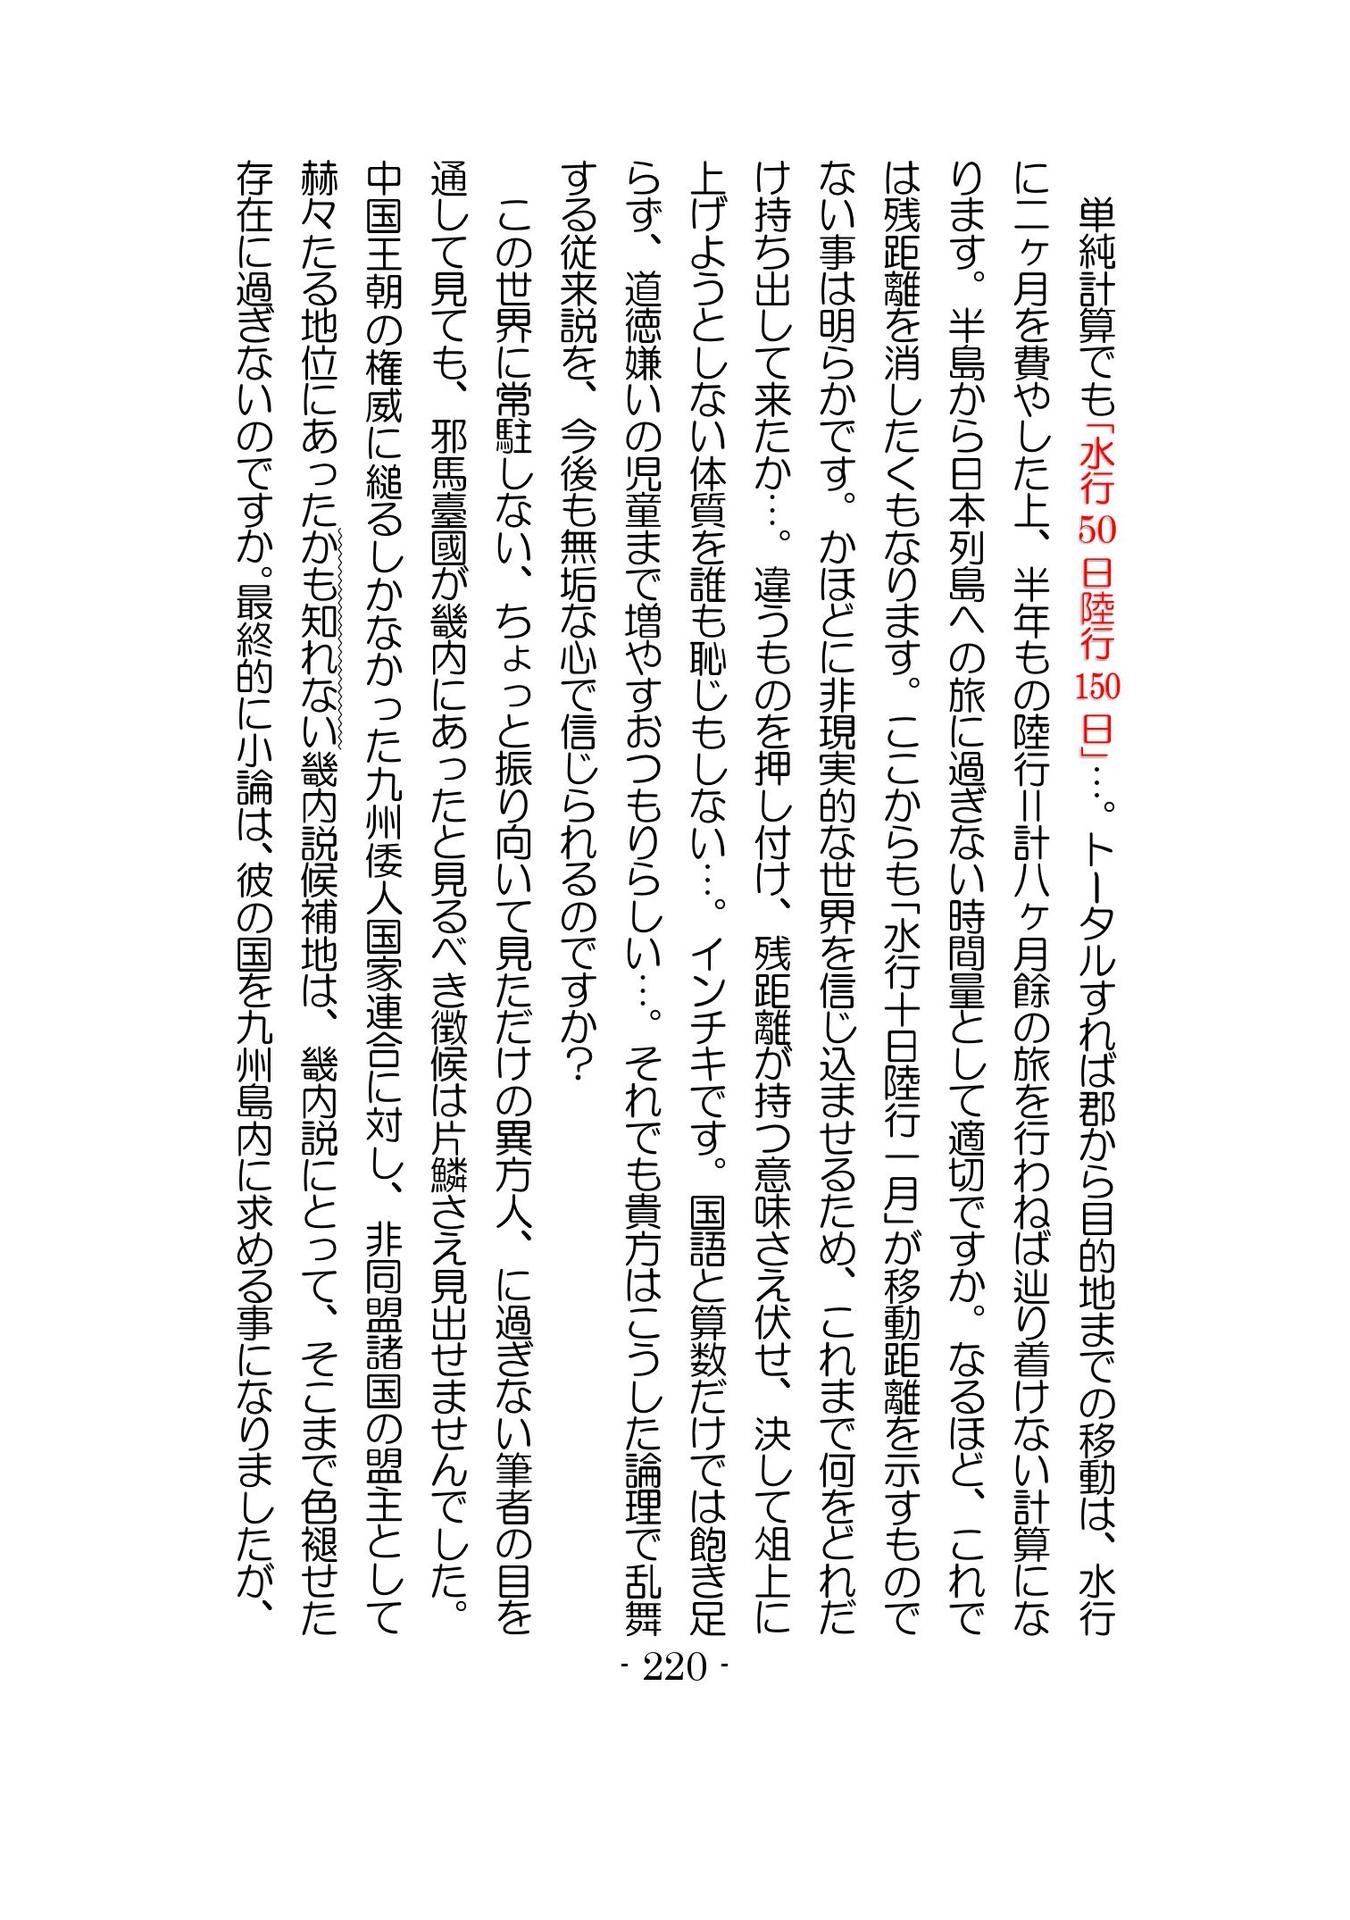 単純計算でも「水行50日陸行150日」…。トータルすれば郡から目的地までの移動は、水行
に二ヶ月を費やした上、半年もの陸行＝計八ヶ月餘の旅を行わねば辿り着けない計算にな
ります。半島から日本列島への旅に過ぎない時間量として適切ですか。なるほど、これで
は残距離を消したくもなります。ここからも「水行十日陸行一月」が移動距離を示すもので
ない事は明らかです。かほどに非現実的な世界を信じ込ませるため、これまで何をどれだ
け持ち出して来たか…。違うものを押し付け、残距離が持つ意味さえ伏せ、決して俎上に
上げようとしない体質を誰も恥じもしない…。インチキです。国語と算数だけでは飽き足
らず、道徳嫌いの児童まで増やすおつもりらしい…。それでも貴方はこうした論理で乱舞
する従来説を、今後も無垢な心で信じられるのですか？
この世界に常駐しない、ちょっと振り向いて見ただけの異方人、に過ぎない筆者の目を
通して見ても、邪馬臺國が畿内にあったと見るべき徴候は片鱗さえ見出せませんでした。
中国王朝の権威に縋るしかなかった九州倭人国家連合に対し、非同盟諸国の盟主として
赫々たる地位にあったかも知れない畿内説候補地は、畿内説にとって、そこまで色褪せた
存在に過ぎないのですか。最終的に小論は、彼の国を九州島内に求める事になりましたが、
- 220 -